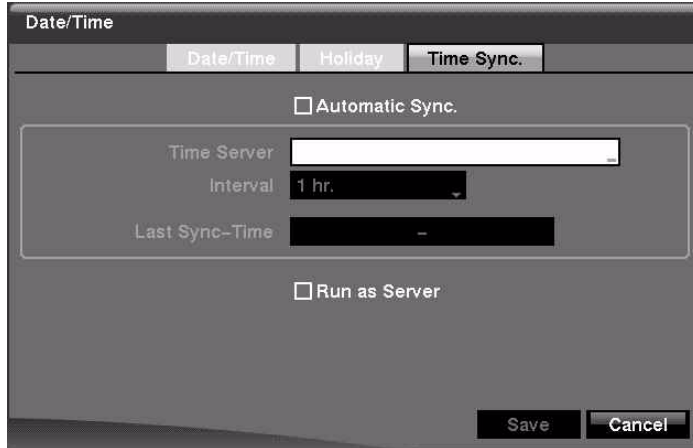 Date/Time
Date/Time Holiday Time Sync.
Automatic Sync.
Time Server
Interval 1 hr.
Last Sync-Time –
Run as Server
Save Cancel